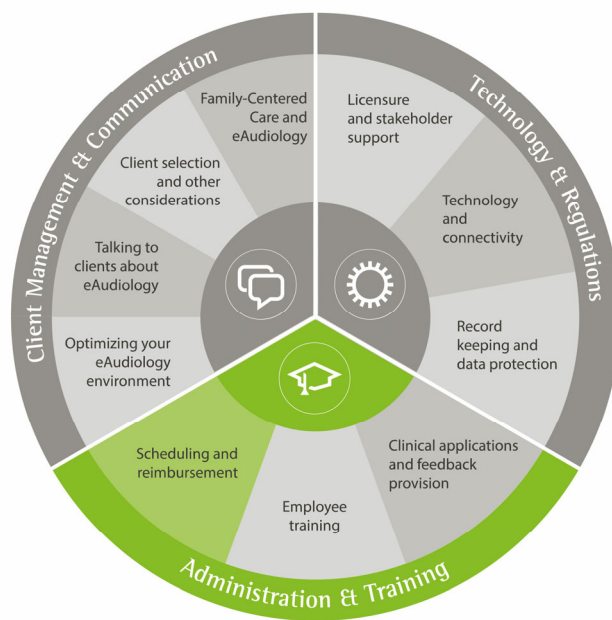 Client Management & Communication
Technology & Regulations
Family-Centered
Care and
eAudiology
Licensure
and stakeholder
support
Client selection
and other
considerations
Technology
and
connectivity
Talking to
clients about
eAudiology
Record
keeping and
data protection
Optimizing your
eAudiology
environment
Scheduling and
reimbursement
Employee
training
Clinical applications
and feedback
provision
Administration & Training